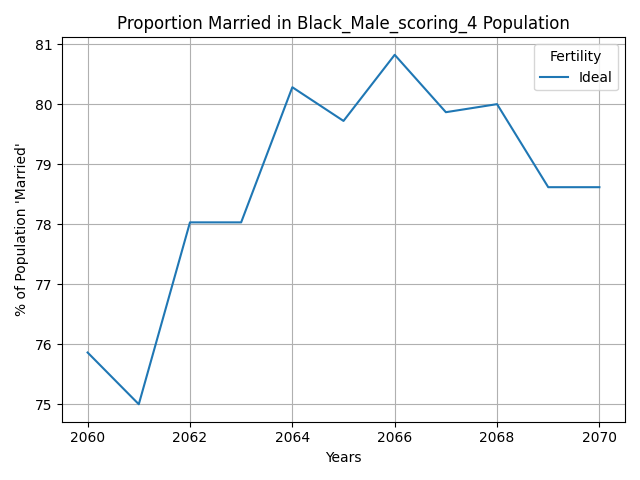 Proportion Married in Black_Male_scoring_4 Population
Fertility
Ideal
% of Population 'Married'
81
80
79
78
77
76
75
2060
2062
2064
2066
2068
2070
Years